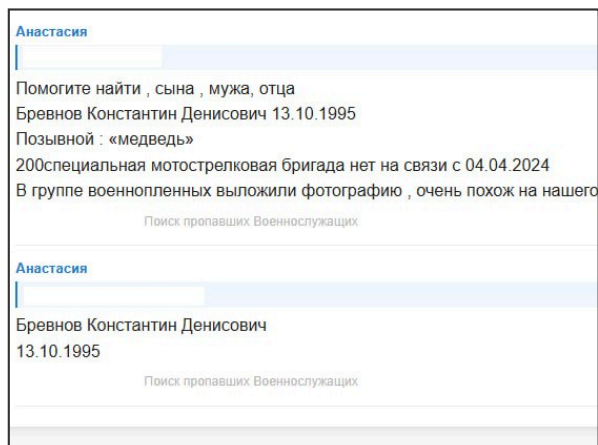 Анастасия
Помогите найти , сына , мужа, отца
Бревнов Константин Денисович 13.10.1995
Позывной : «медведь»
200специальная мотострелковая бригада нет на связи с 04.04.2024
В группе военнопленных выложили фотографию , очень похож на нашего
Поиск пропавших Военнослужащих
Анастасия
Бревнов Константин Денисович
13.10.1995
Поиск пропавших Военнослужащих